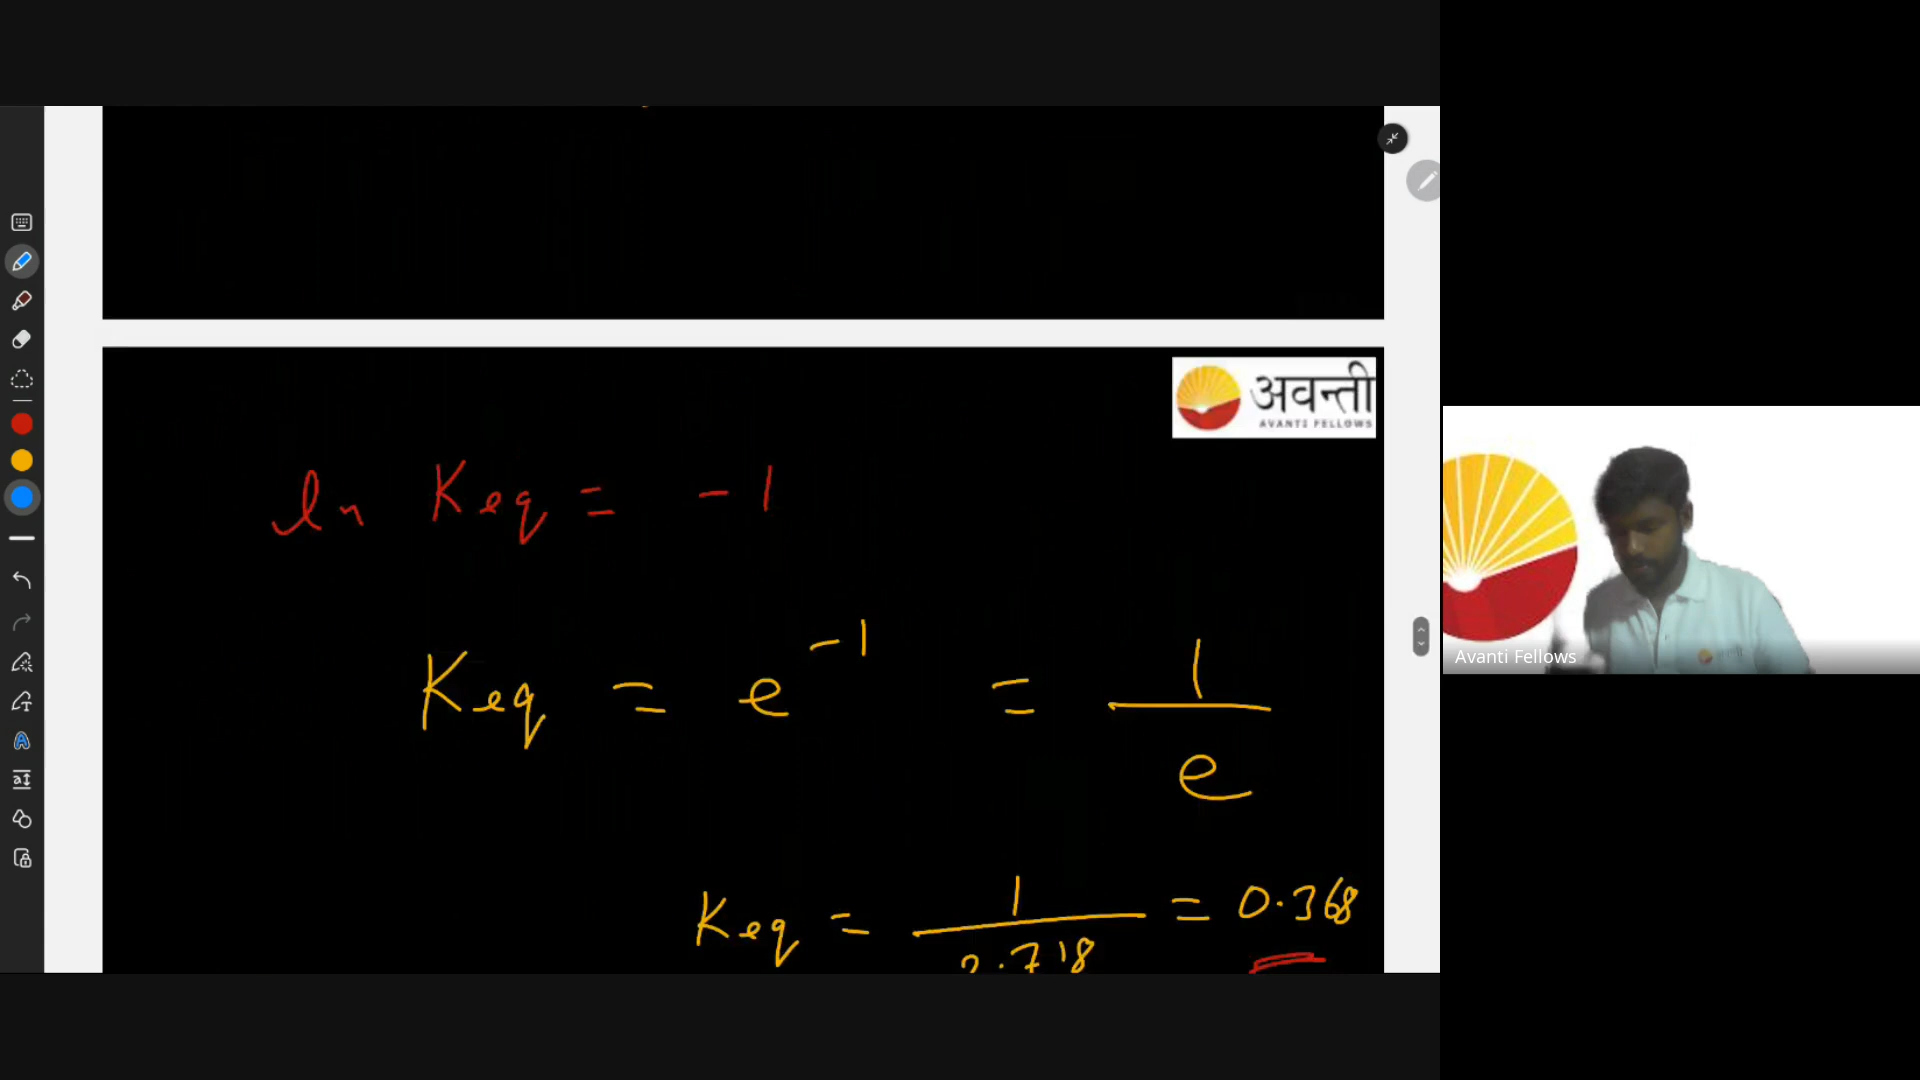 अवन्ती
AVANTI FELLOWS
ln Keq = -1
Keq = e^-1 = 1/e
Keq = 1/2.718 = 0.368
Avanti Fellows